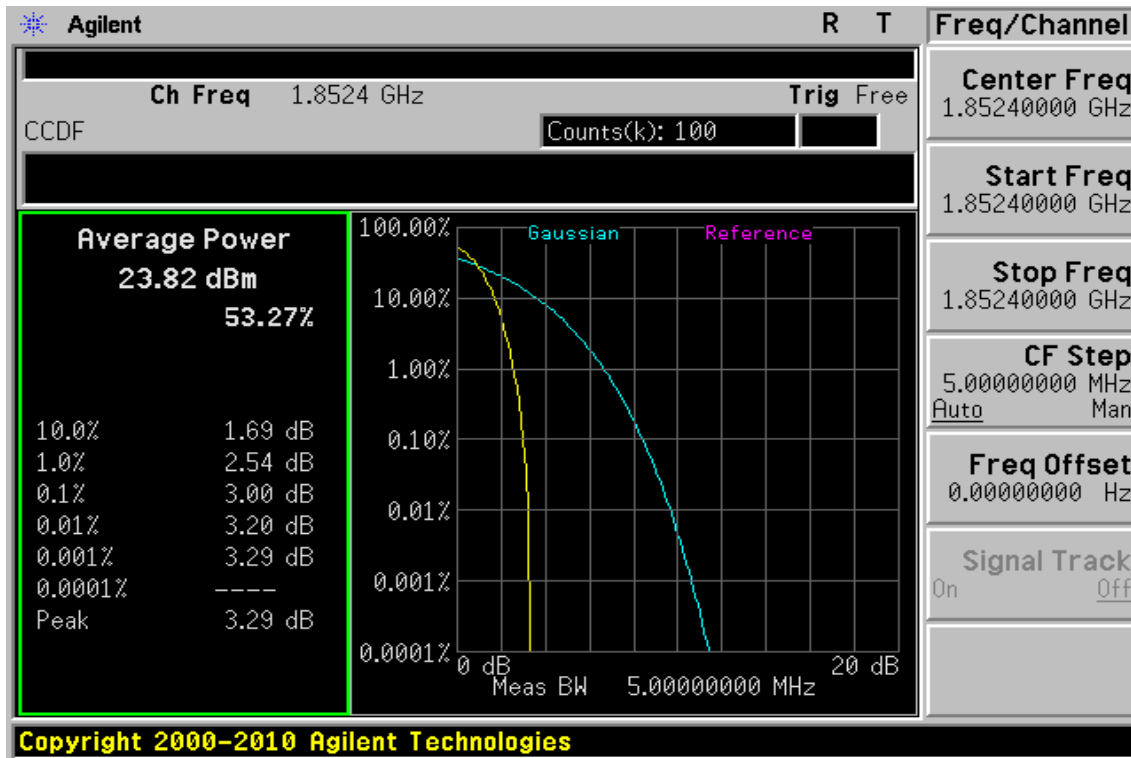 Agilent R T
Ch Freq 1.8524 GHz Trig Free
CCDF Counts(k): 100
Average Power
23.82 dBm
53.27%
10.0% 1.69 dB
1.0% 2.54 dB
0.1% 3.00 dB
0.01% 3.20 dB
0.001% 3.29 dB
0.0001% ----
Peak 3.29 dB
100.00%
Gaussian Reference
10.00%
1.00%
0.10%
0.01%
0.001%
0.0001%
0 dB 20 dB
Meas BW 5.00000000 MHz
Freq/Channel
Center Freq
1.85240000 GHz
Start Freq
1.85240000 GHz
Stop Freq
1.85240000 GHz
CF Step
5.00000000 MHz
Auto Man
Freq Offset
0.00000000 Hz
Signal Track
On Off
Copyright 2000-2010 Agilent Technologies